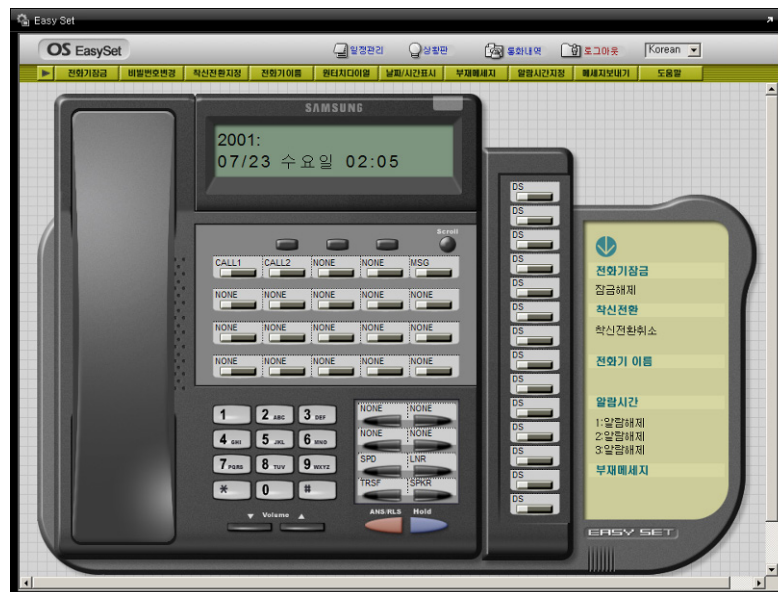 Easy Set
OS EasySet 일정관리 상황판 통화내역 로그아웃 Korean
전화기잠금 비밀번호변경 착신전환지정 전화기이름 원터치다이얼 날짜/시간표시 부재메세지 알람시간지정 메세지보내기 도움말
SAMSUNG
2001:
07/23 수요일 02:05
Scroll
CALL1 CALL2 NONE NONE MSG
NONE NONE NONE NONE NONE
NONE NONE NONE NONE NONE
NONE NONE NONE NONE NONE
1 2 ABC 3 DEF
4 GHI 5 JKL 6 MNO
7 PQRS 8 TUV 9 WXYZ
* 0 #
Volume
NONE NONE
NONE NONE
SPD LNR
TRSF SPKR
ANS/RLS Hold
DS
DS
DS
DS
DS
DS
DS
DS
DS
DS
DS
DS
DS
DS
전화기잠금
잠금해제
착신전환
착신전환취소
전화기 이름
알람시간
1:알람해제
2:알람해제
3:알람해제
부재메세지
EASY SET